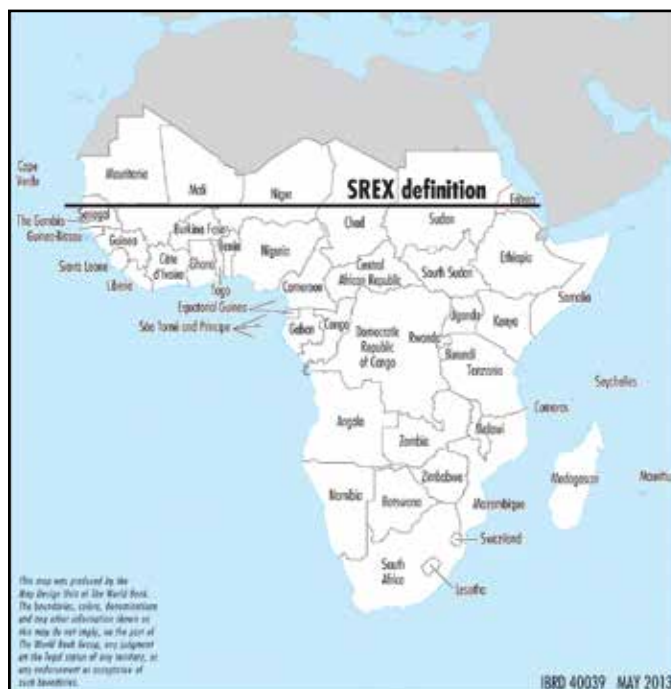 Cape
Verde
Mauritania
Mali
Niger
SREX definition
Eritrea
Senegal
Chad
Sudan
The Gambia
Guinea-Bissau
Burkina Faso
Guinea
Benin
Nigeria
Ethiopia
Sierra Leone
Côte
d'Ivoire
Ghana
Central
African Republic
South Sudan
Liberia
Togo
Cameroon
Somalia
Equatorial Guinea
São Tomé and Príncipe
Gabon
Congo
Uganda
Kenya
Democratic
Republic
of Congo
Rwanda
Burundi
Tanzania
Seychelles
Comoros
Angola
Malawi
Zambia
Zimbabwe
Madagascar
Namibia
Botswana
Mozambique
Swaziland
South
Africa
Lesotho
This map was produced by the
Map Design Unit of The World Bank.
The boundaries, colors, denominations
and any other information shown on
this map do not imply, on the part of
The World Bank Group, any judgment
on the legal status of any territory, or
any endorsement or acceptance of
such boundaries.
IBRD 40039 MAY 2013